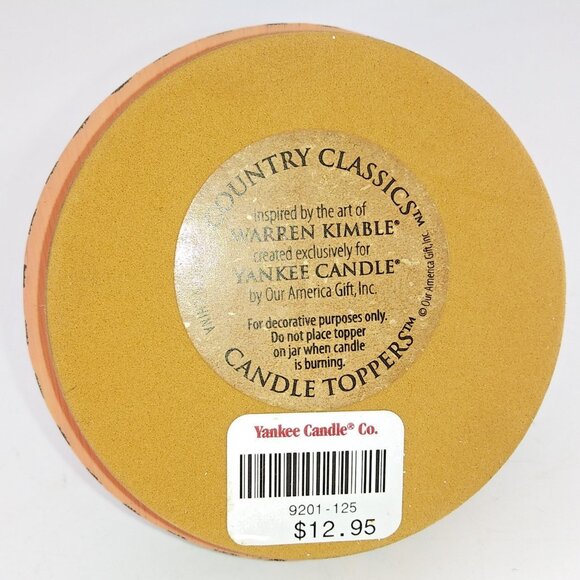 COUNTRY CLASSICS™
Inspired by the art of
WARREN KIMBLE®
created exclusively for
YANKEE CANDLE®
by Our America Gift, Inc.
For decorative purposes only.
Do not place topper
on jar when candle
is burning.
CANDLE TOPPERS™
© Our America Gift, Inc.
CHINA
Yankee Candle® Co.
9201-125
$12.95